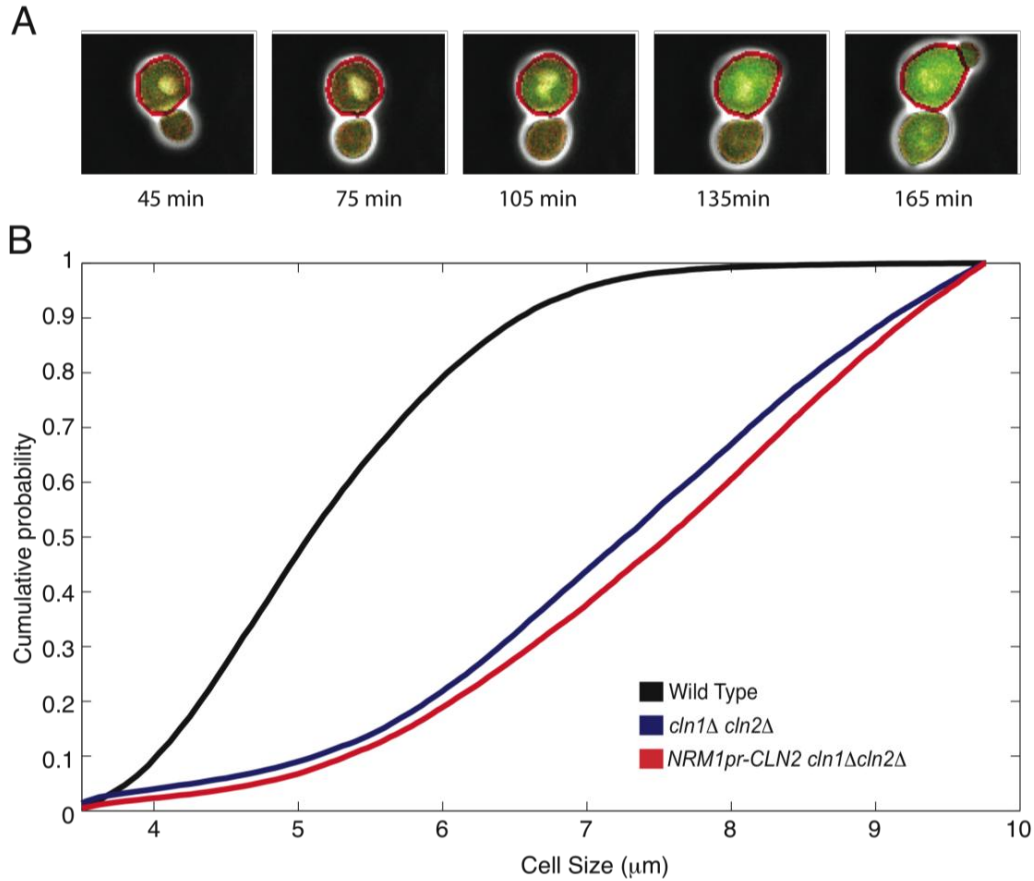 A
45 min
75 min
105 min
135min
165 min
B
1
0.9
0.8
0.7
0.6
0.5
0.4
0.3
0.2
0.1
0
Cumulative probability
Wild Type
cln1Δ cln2Δ
NRM1pr-CLN2 cln1Δcln2Δ
4
5
6
7
8
9
10
Cell Size (μm)